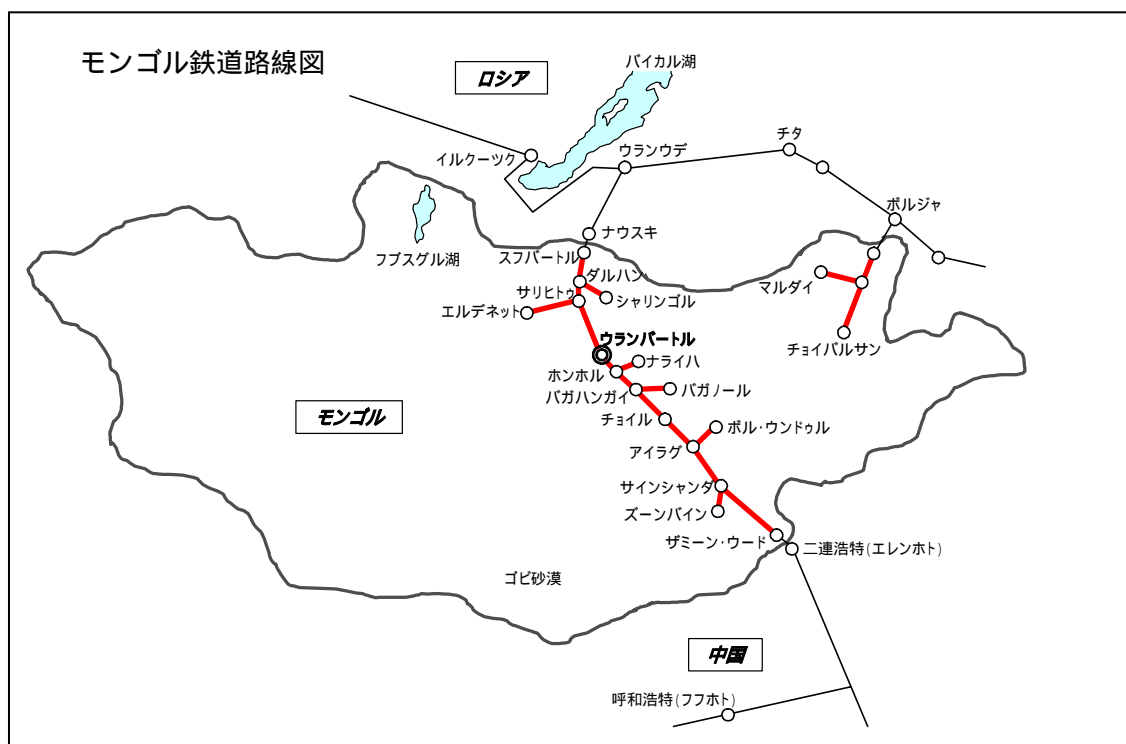 モンゴル鉄道路線図
ロシア
バイカル湖
イルクーツク
ウランウデ
チタ
ボルジャ
フブスグル湖
ナウスキ
スフバートル
ダルハン
サリヒトゥ
シャリンゴル
エルデネット
マルダイ
チョイバルサン
ウランバートル
ナライハ
ホンホル
バガハンガイ
バガノール
モンゴル
チョイル
ボル・ウンドゥル
アイラグ
サインシャンダ
ズーンバイン
ザミーン・ウード
二連浩特(エレンホト)
ゴビ砂漠
中国
呼和浩特(フフホト)